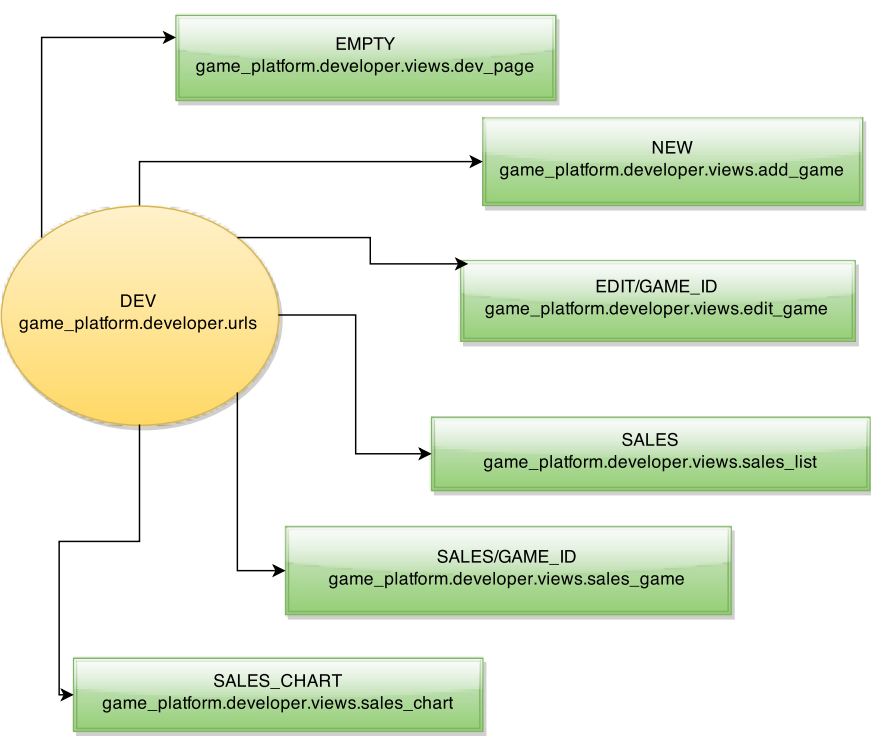 EMPTY
game_platform.developer.views.dev_page
NEW
game_platform.developer.views.add_game
EDIT/GAME_ID
game_platform.developer.views.edit_game
DEV
game_platform.developer.urls
SALES
game_platform.developer.views.sales_list
SALES/GAME_ID
game_platform.developer.views.sales_game
SALES_CHART
game_platform.developer.views.sales_chart